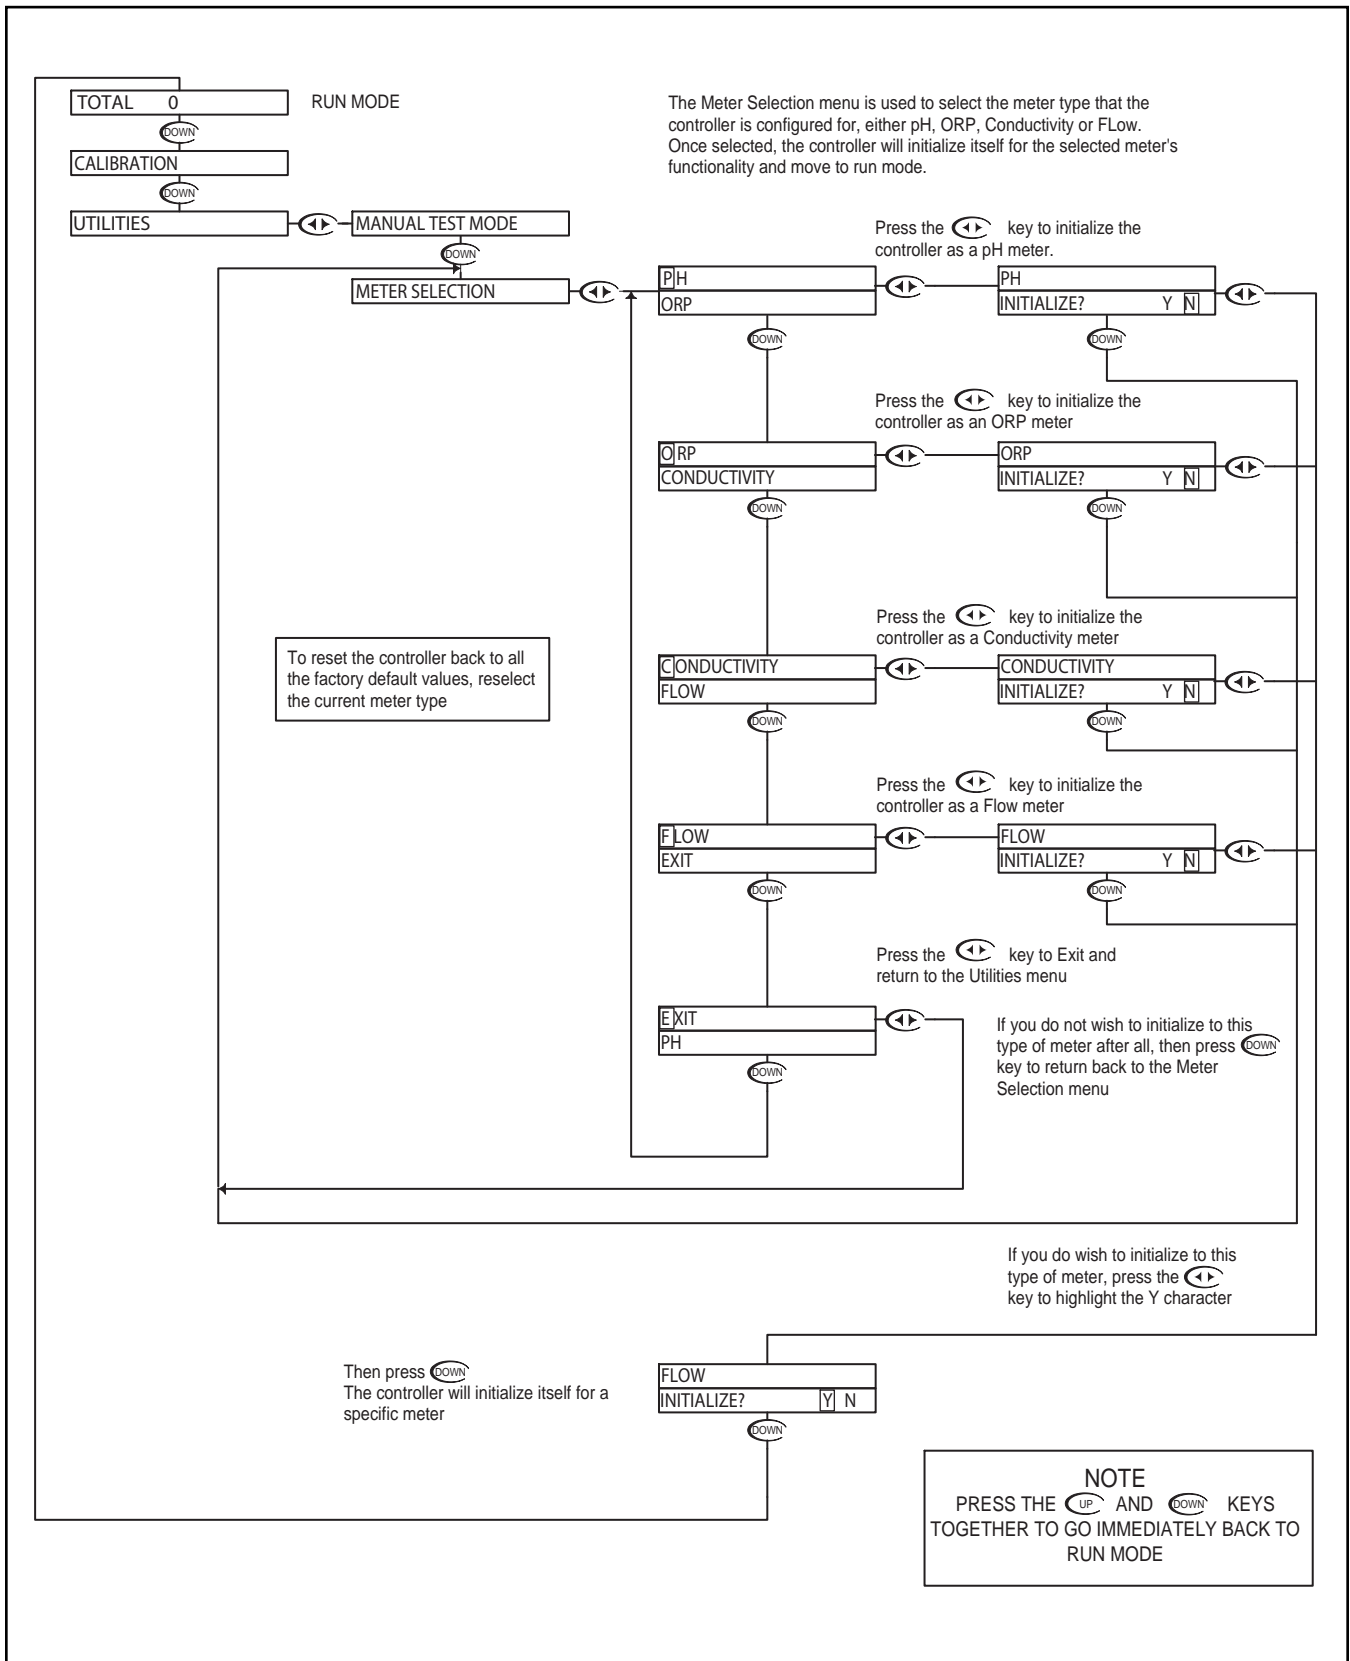 TOTAL 0
RUN MODE
DOWN
CALIBRATION
DOWN
UTILITIES
MANUAL TEST MODE
DOWN
METER SELECTION
The Meter Selection menu is used to select the meter type that the
controller is configured for, either pH, ORP, Conductivity or FLow.
Once selected, the controller will initialize itself for the selected meter's
functionality and move to run mode.
Press the key to initialize the
controller as a pH meter.
PH
ORP
DOWN
PH
INITIALIZE? Y N
DOWN
Press the key to initialize the
controller as an ORP meter
ORP
CONDUCTIVITY
DOWN
ORP
INITIALIZE? Y N
DOWN
To reset the controller back to all
the factory default values, reselect
the current meter type
Press the key to initialize the
controller as a Conductivity meter
CONDUCTIVITY
FLOW
DOWN
CONDUCTIVITY
INITIALIZE? Y N
DOWN
Press the key to initialize the
controller as a Flow meter
FLOW
EXIT
DOWN
FLOW
INITIALIZE? Y N
DOWN
Press the key to Exit and
return to the Utilities menu
EXIT
PH
DOWN
If you do not wish to initialize to this
type of meter after all, then press DOWN
key to return back to the Meter
Selection menu
If you do wish to initialize to this
type of meter, press the
key to highlight the Y character
Then press DOWN
The controller will initialize itself for a
specific meter
FLOW
INITIALIZE? Y N
DOWN
NOTE
PRESS THE UP AND DOWN KEYS
TOGETHER TO GO IMMEDIATELY BACK TO
RUN MODE